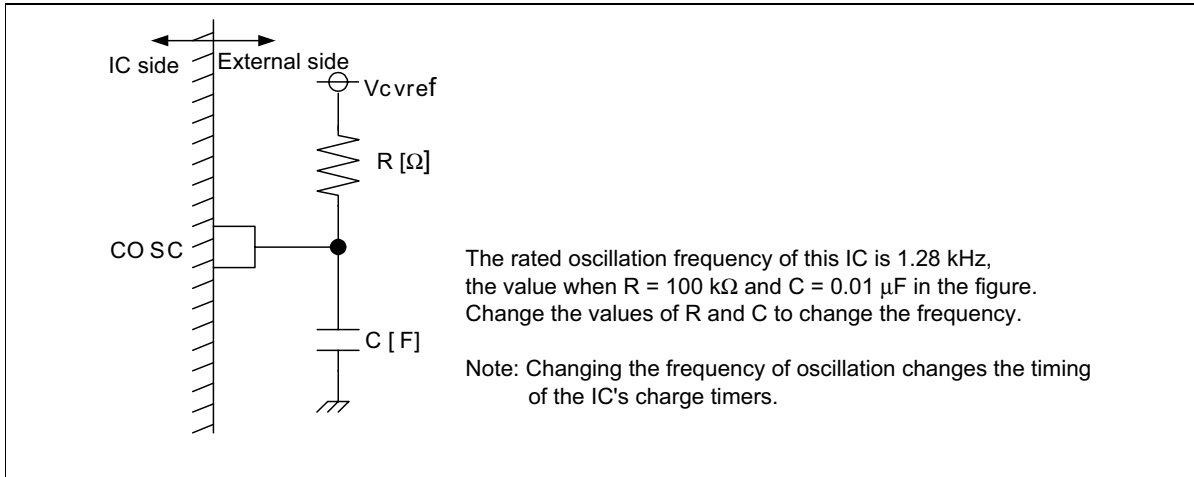 IC side
External side
Vcvref
R [Ω]
COSC
C [F]
The rated oscillation frequency of this IC is 1.28 kHz,
the value when R = 100 kΩ and C = 0.01 μF in the figure.
Change the values of R and C to change the frequency.
Note: Changing the frequency of oscillation changes the timing
of the IC's charge timers.